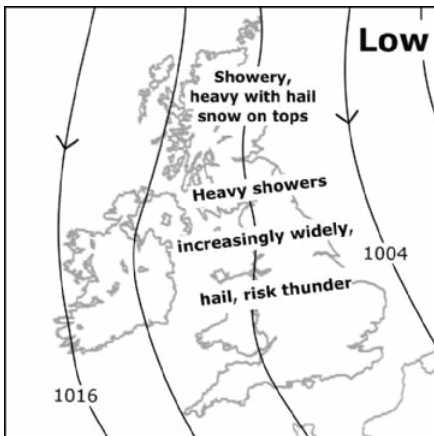 Low
Showery,
heavy with hail
snow on tops
Heavy showers
increasingly widely,
1004
hail, risk thunder
1016